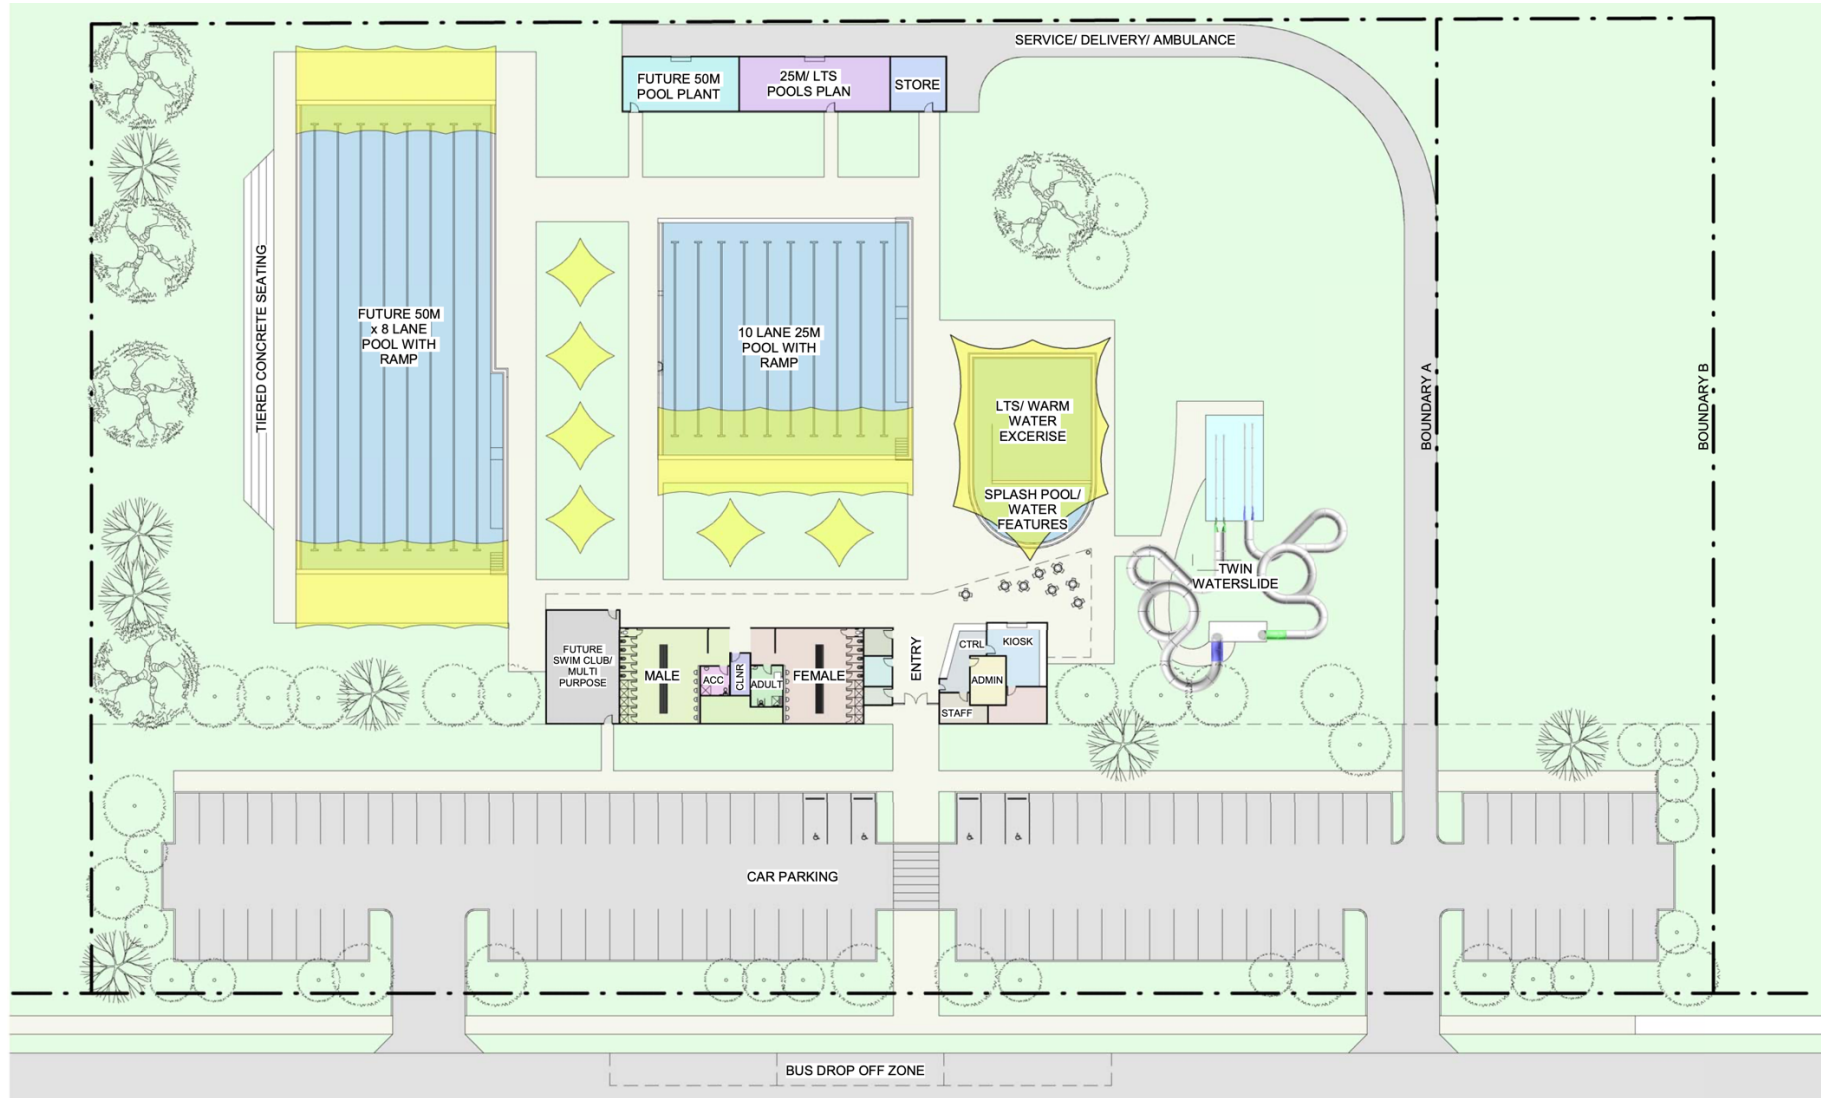 SERVICE/ DELIVERY/ AMBULANCE
FUTURE 50M
POOL PLANT
25M/ LTS
POOLS PLAN
STORE
TIERED CONCRETE SEATING
FUTURE 50M
x 8 LANE
POOL WITH
RAMP
10 LANE 25M
POOL WITH
RAMP
LTS/ WARM
WATER
EXCERISE
SPLASH POOL/
WATER
FEATURES
BOUNDARY A
BOUNDARY B
TWIN
WATERSLIDE
FUTURE
SWIM CLUB/
MULTI
PURPOSE
MALE
ACC
CLNR
ADULT
FEMALE
ENTRY
CTRL
KIOSK
ADMIN
STAFF
CAR PARKING
BUS DROP OFF ZONE